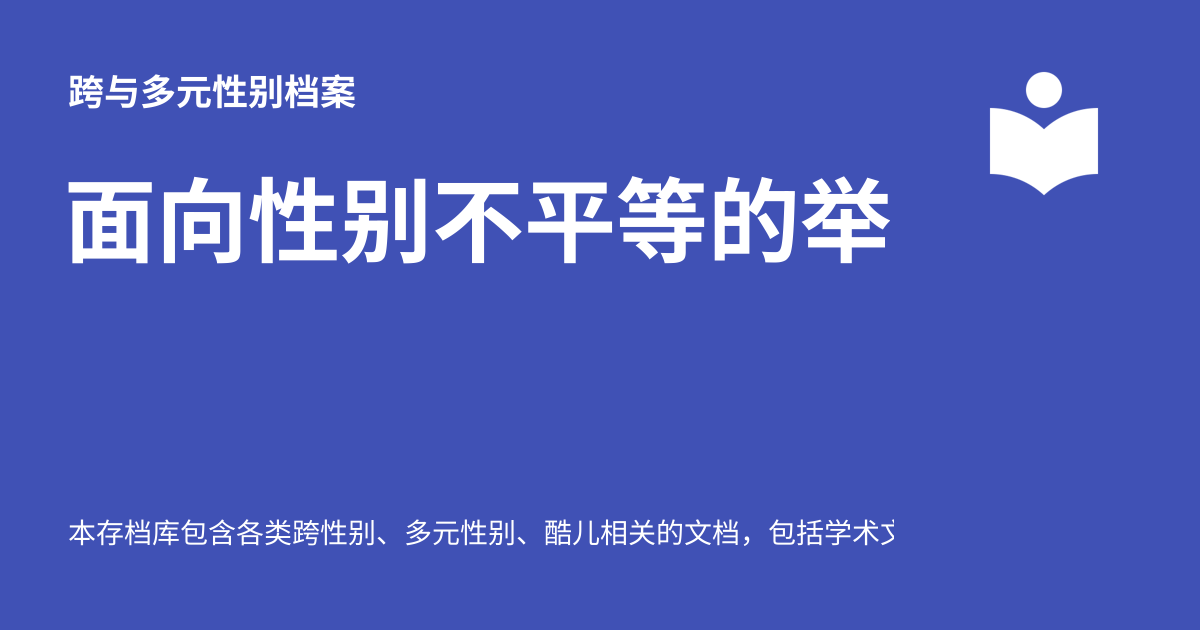 跨与多元性别档案
面向性别不平等的举
本存档库包含各类跨性别、多元性别、酷儿相关的文档，包括学术